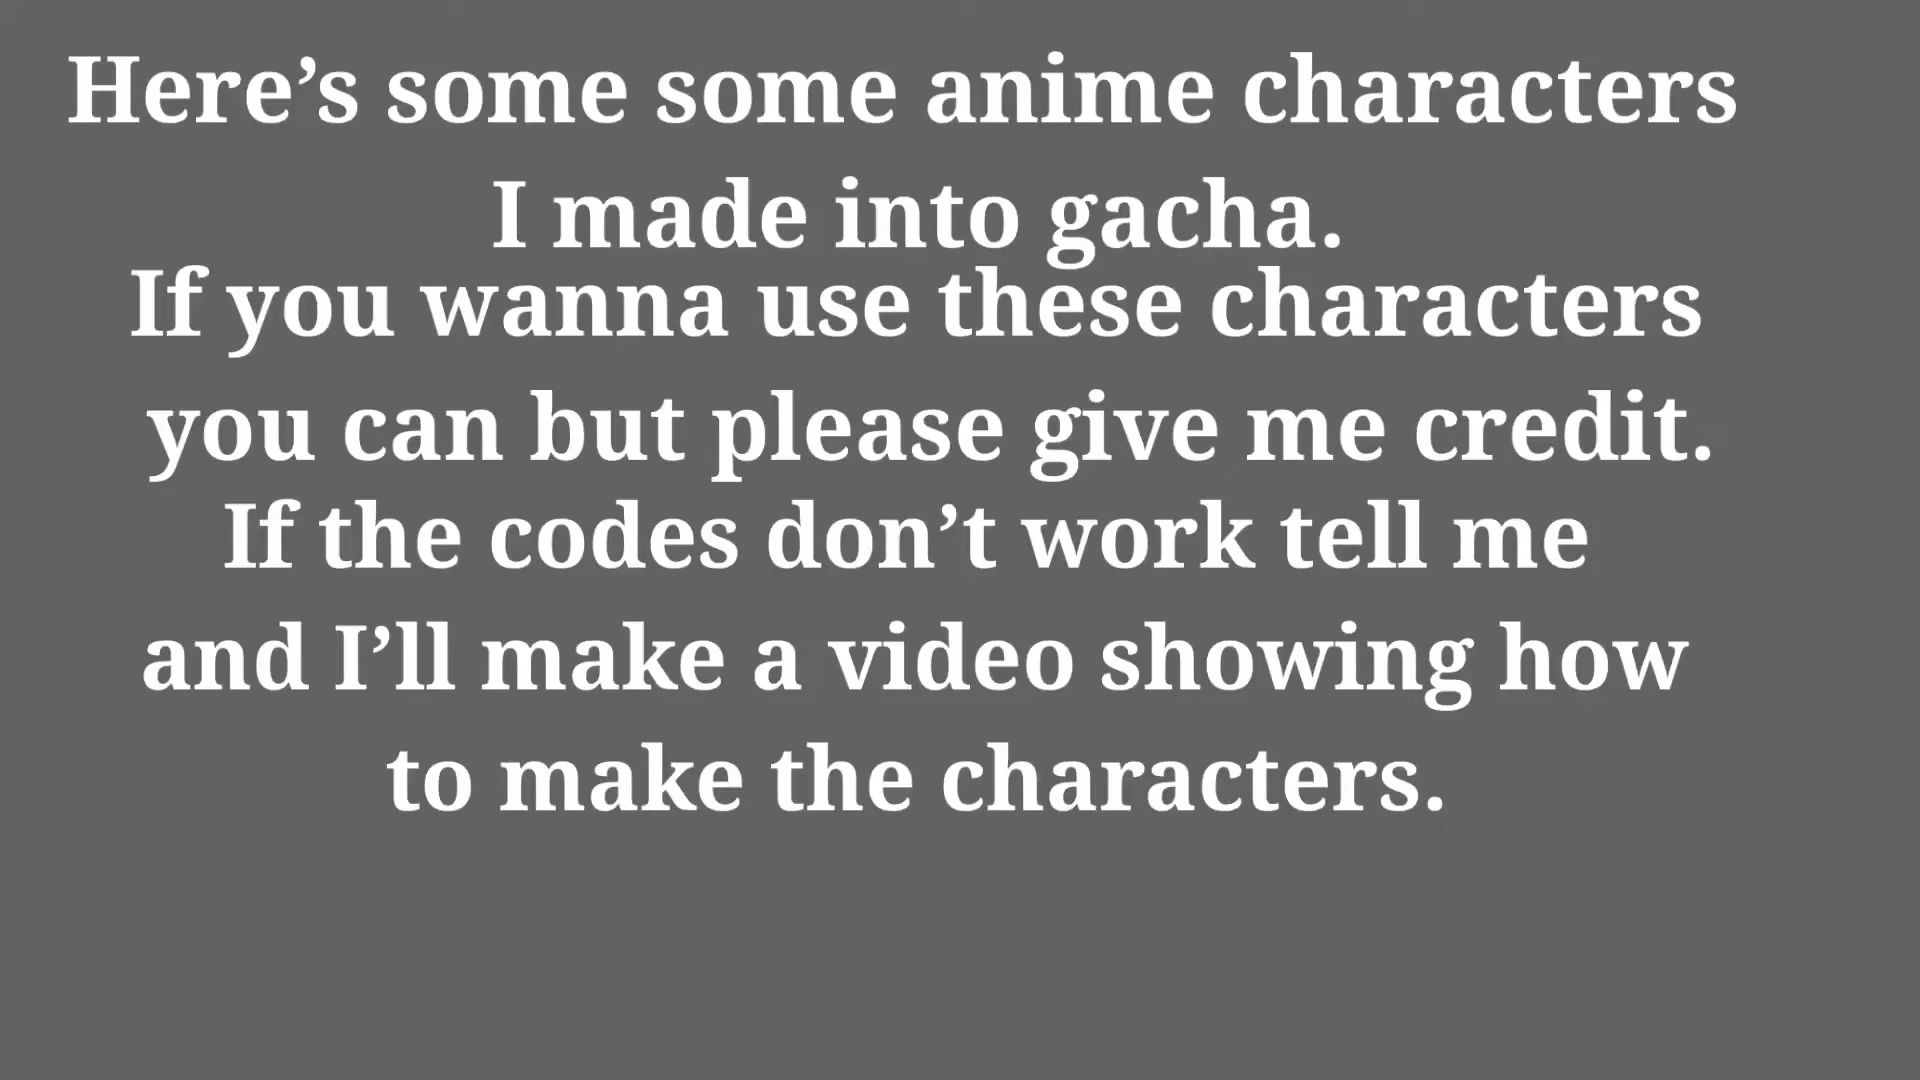 Here’s some some anime characters
I made into gacha.
If you wanna use these characters
you can but please give me credit.
If the codes don’t work tell me
and I’ll make a video showing how
to make the characters.